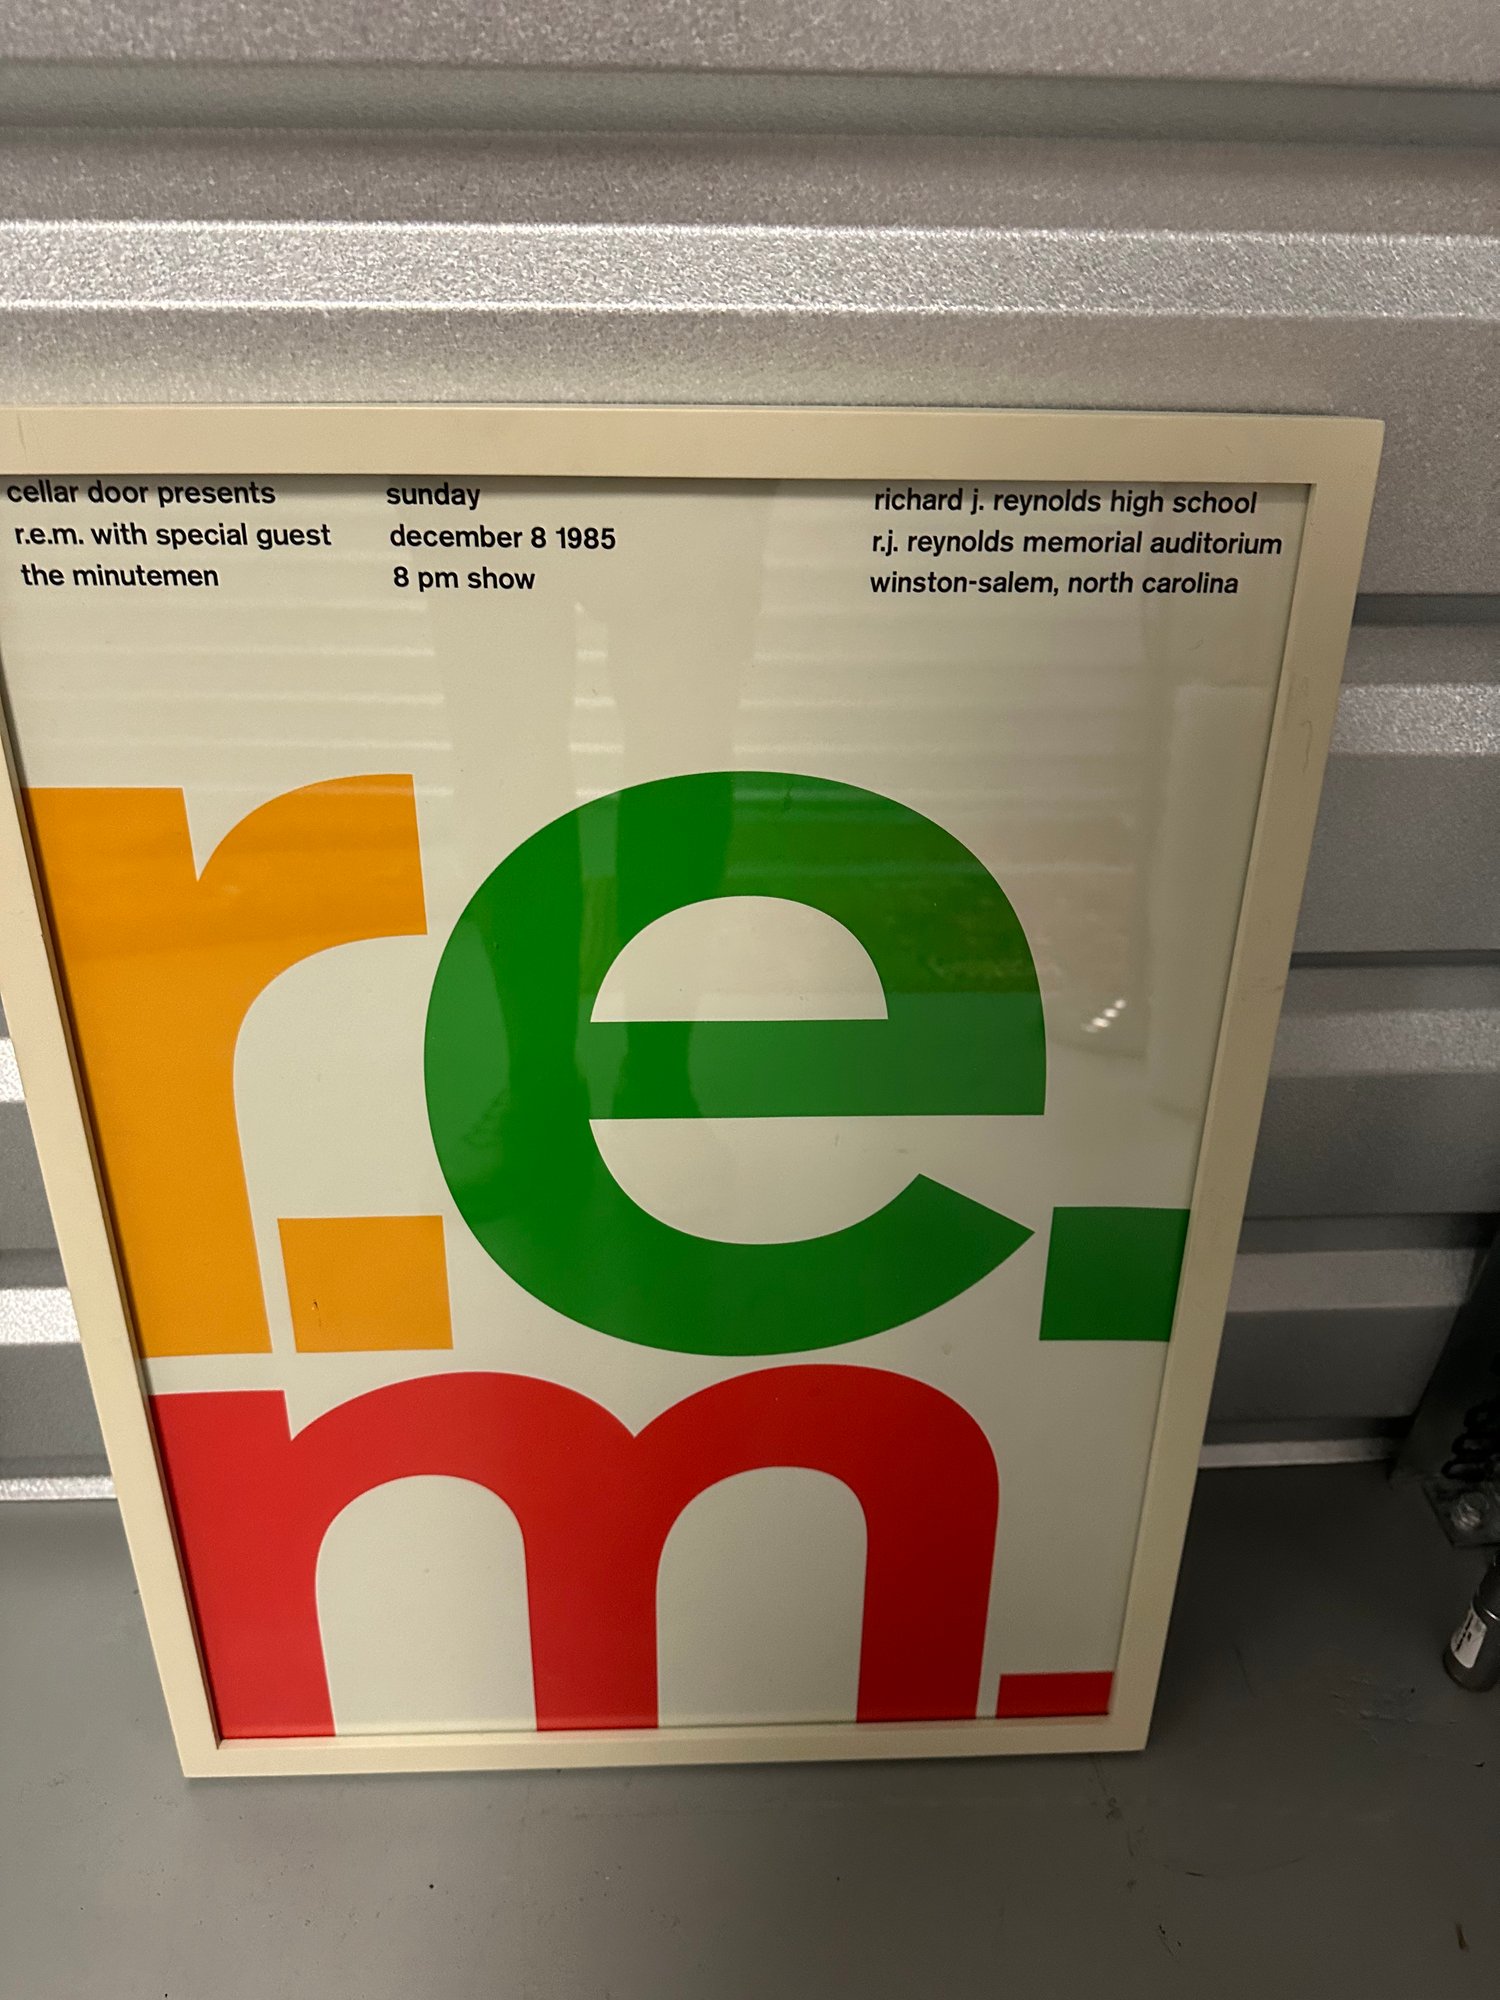 cellar door presents
r.e.m. with special guest
the minutemen
sunday
december 8 1985
8 pm show
richard j. reynolds high school
r.j. reynolds memorial auditorium
winston-salem, north carolina
r.e.
m.